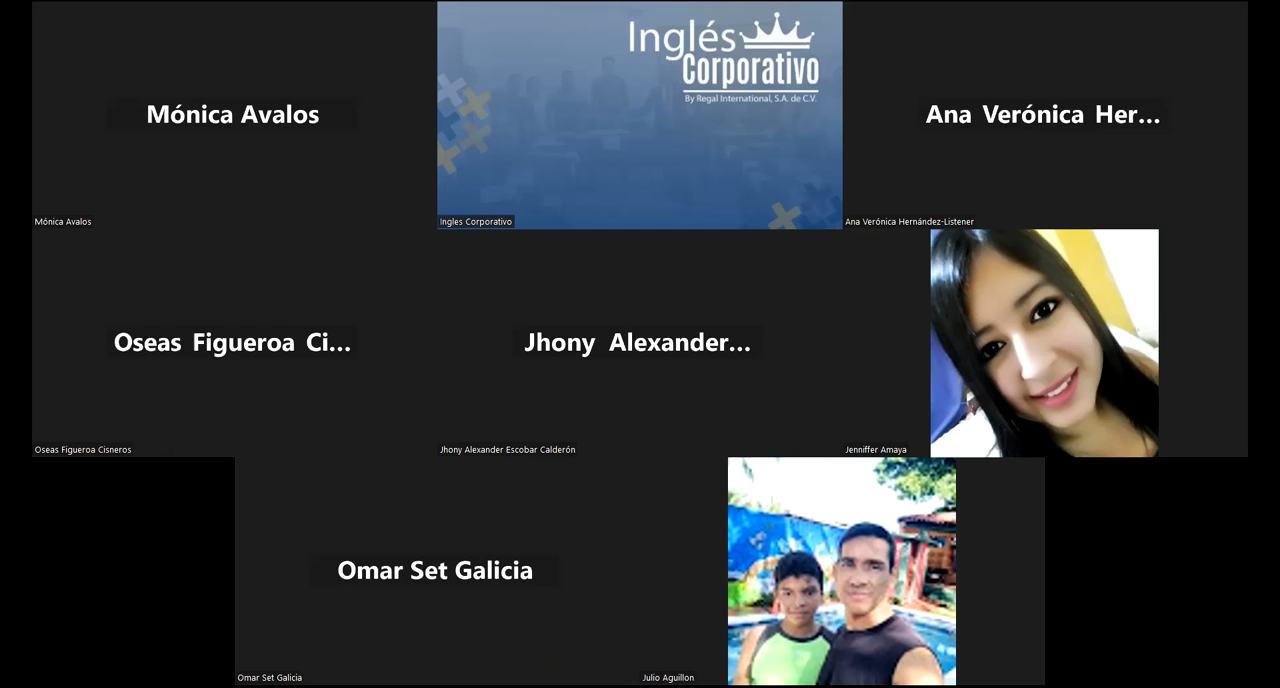 Mónica Avalos
Mónica Avalos
Inglés
Corporativo
By Regal International, S.A. de C.V.
Ingles Corporativo
Ana Verónica Her...
Ana Verónica Hernández-Listener
Oseas Figueroa Ci...
Oseas Figueroa Cisneros
Jhony Alexander...
Jhony Alexander Escobar Calderón
Jenniffer Amaya
Omar Set Galicia
Omar Set Galicia
Julio Aguillon